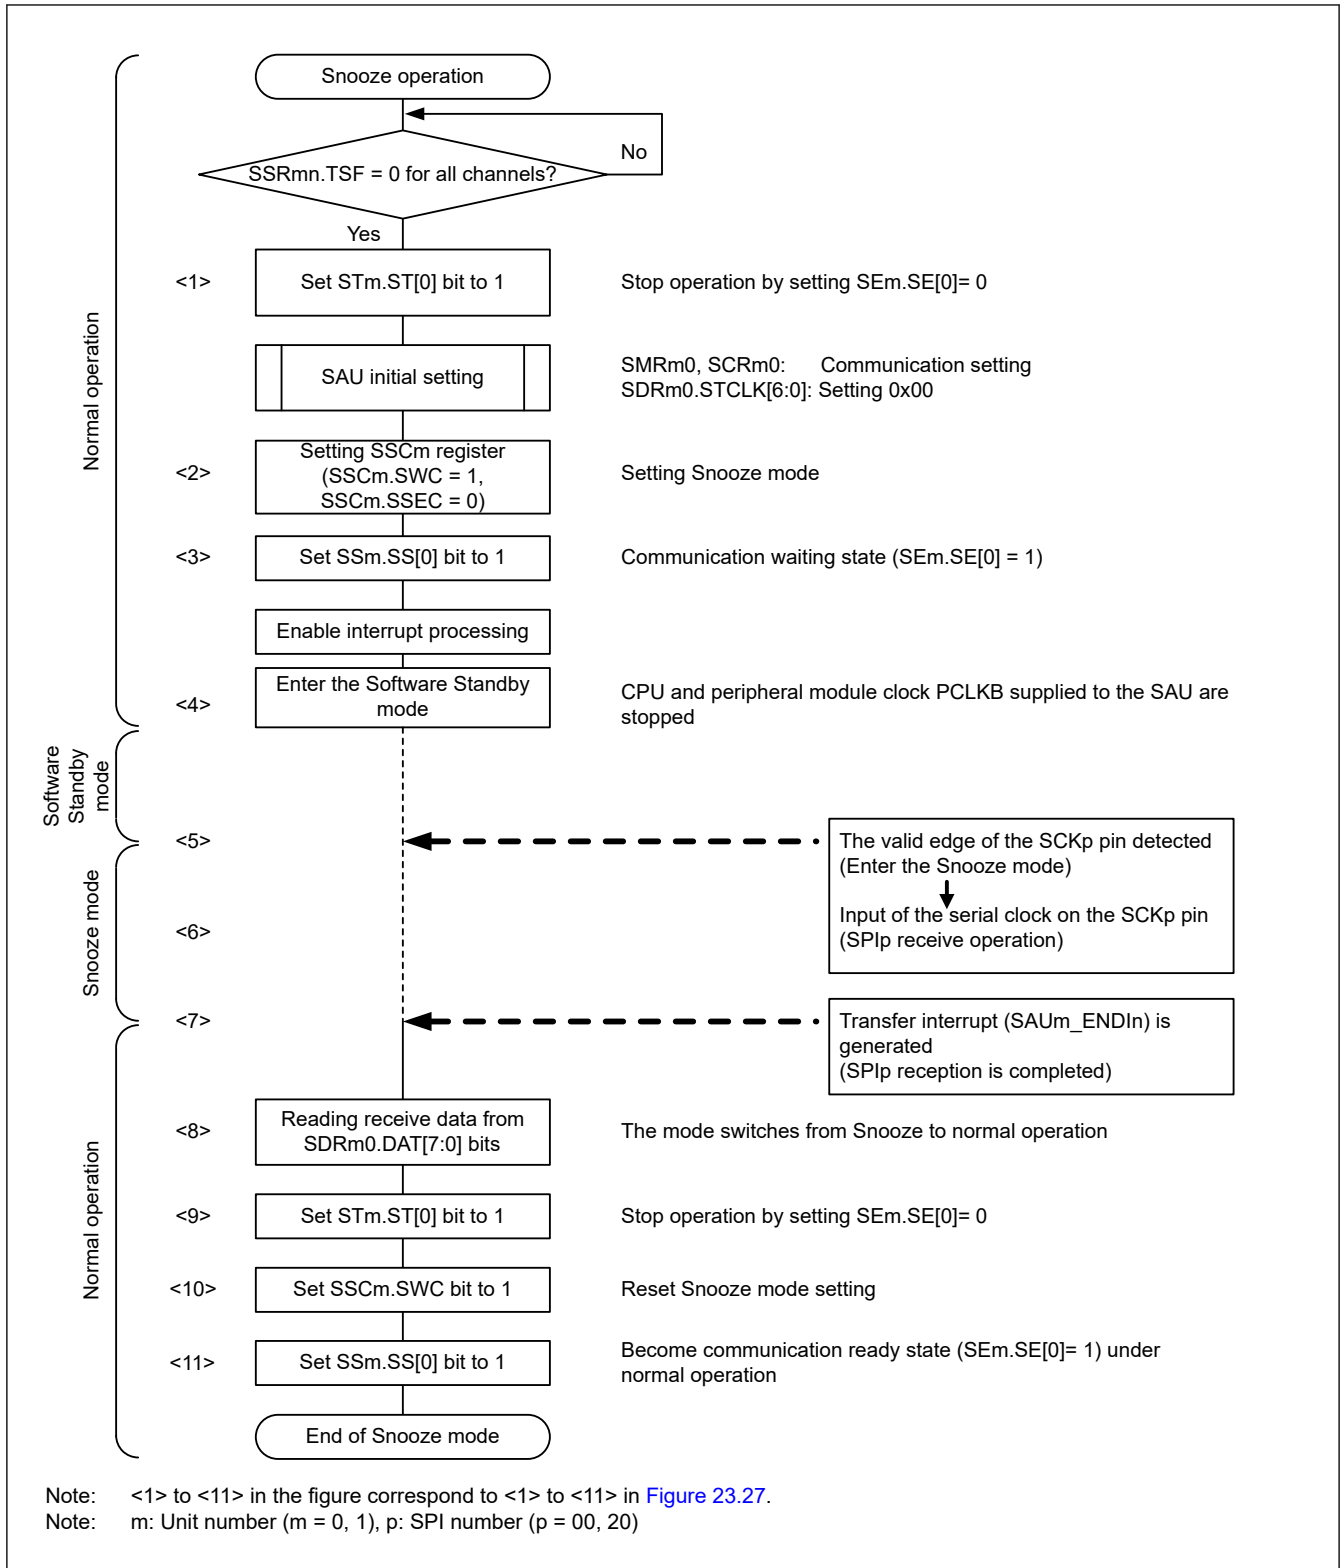 Snooze operation
No
SSRmn.TSF = 0 for all channels?
Yes
<1>
Set STm.ST[0] bit to 1
Stop operation by setting SEm.SE[0]= 0
SAU initial setting
SMRm0, SCRm0: Communication setting
SDRm0.STCLK[6:0]: Setting 0x00
Normal operation
<2>
Setting SSCm register
(SSCm.SWC = 1,
SSCm.SSEC = 0)
Setting Snooze mode
<3>
Set SSm.SS[0] bit to 1
Communication waiting state (SEm.SE[0] = 1)
Enable interrupt processing
<4>
Enter the Software Standby
mode
CPU and peripheral module clock PCLKB supplied to the SAU are
stopped
Software
Standby
mode
<5>
The valid edge of the SCKp pin detected
(Enter the Snooze mode)
Input of the serial clock on the SCKp pin
(SPIp receive operation)
Snooze mode
<6>
<7>
Transfer interrupt (SAUm_ENDIn) is
generated
(SPIp reception is completed)
<8>
Reading receive data from
SDRm0.DAT[7:0] bits
The mode switches from Snooze to normal operation
Normal operation
<9>
Set STm.ST[0] bit to 1
Stop operation by setting SEm.SE[0]= 0
<10>
Set SSCm.SWC bit to 1
Reset Snooze mode setting
<11>
Set SSm.SS[0] bit to 1
Become communication ready state (SEm.SE[0]= 1) under
normal operation
End of Snooze mode
Note: <1> to <11> in the figure correspond to <1> to <11> in Figure 23.27.
Note: m: Unit number (m = 0, 1), p: SPI number (p = 00, 20)